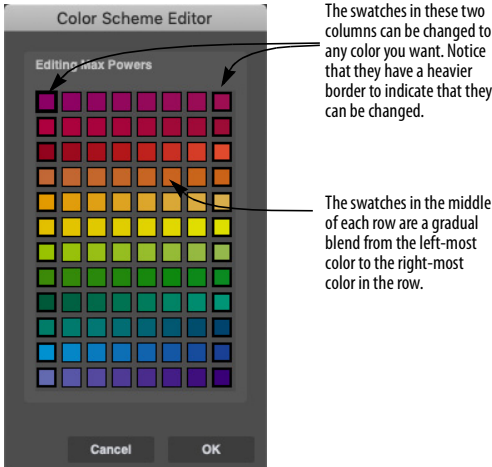 Color Scheme Editor
Editing Max Powers
Cancel
OK
The swatches in these two
columns can be changed to
any color you want. Notice
that they have a heavier
border to indicate that they
can be changed.
The swatches in the middle
of each row are a gradual
blend from the left-most
color to the right-most
color in the row.